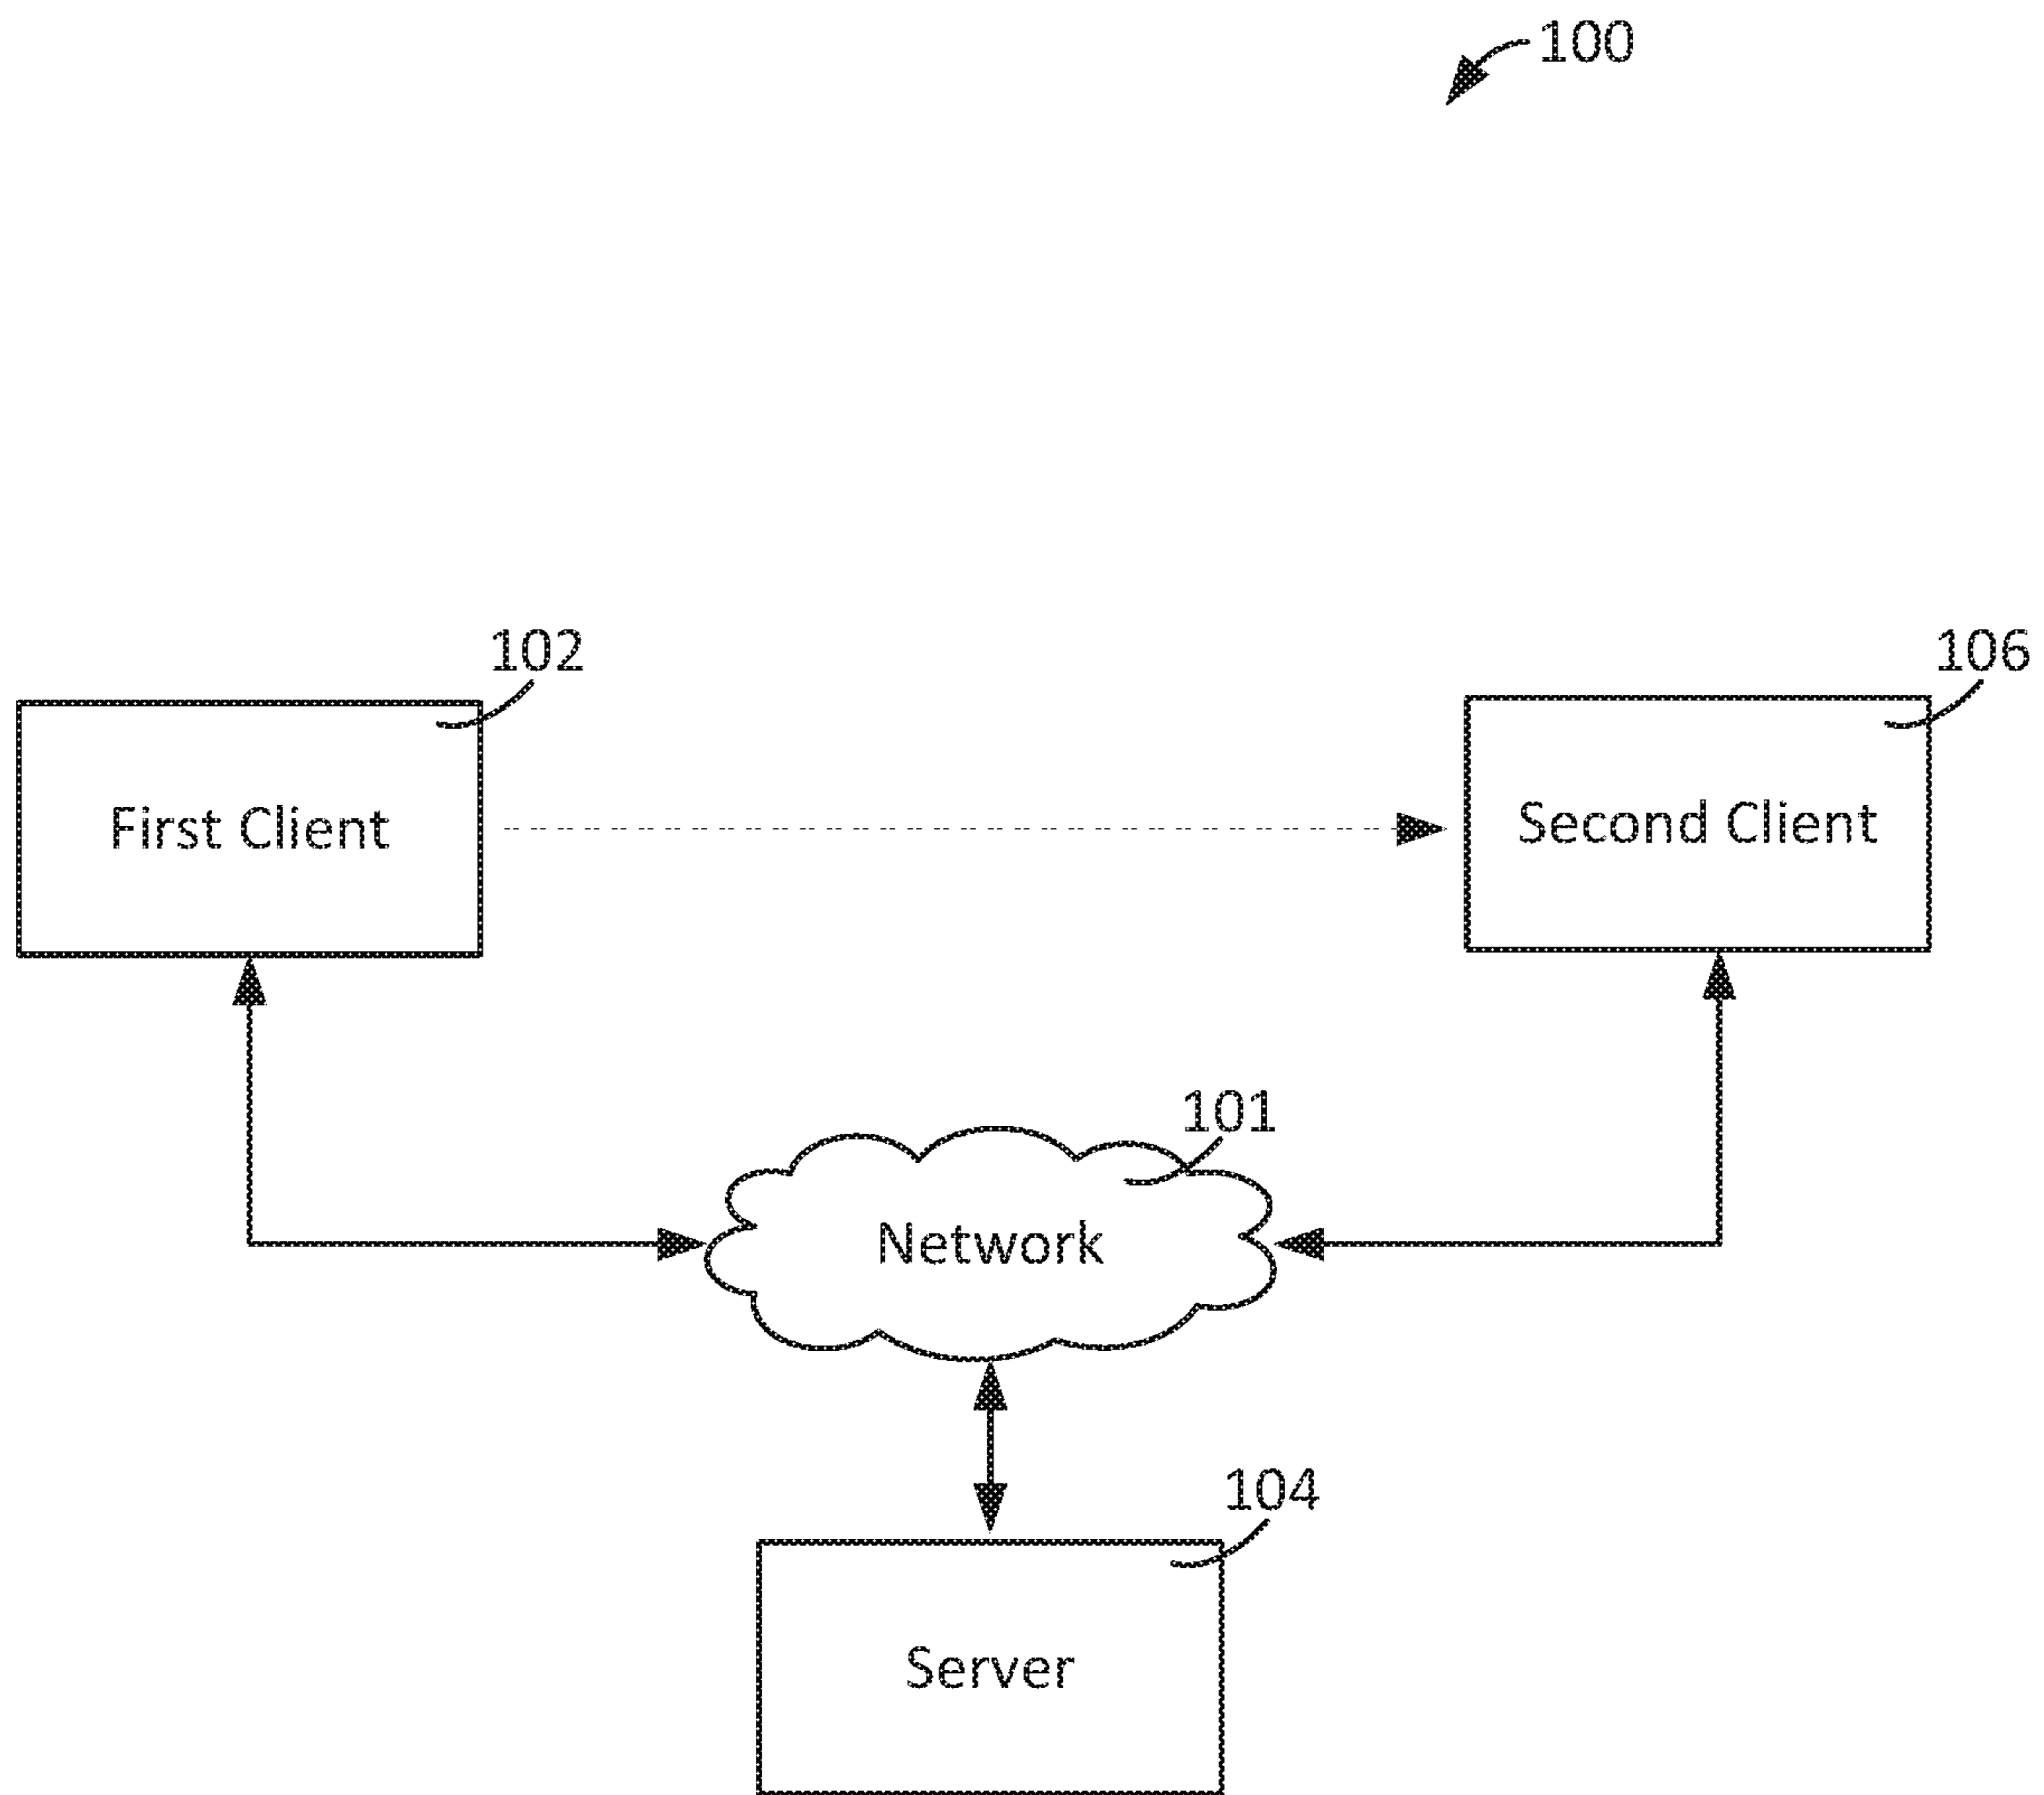 100
102
106
First Client
Second Client
101
Network
104
Server